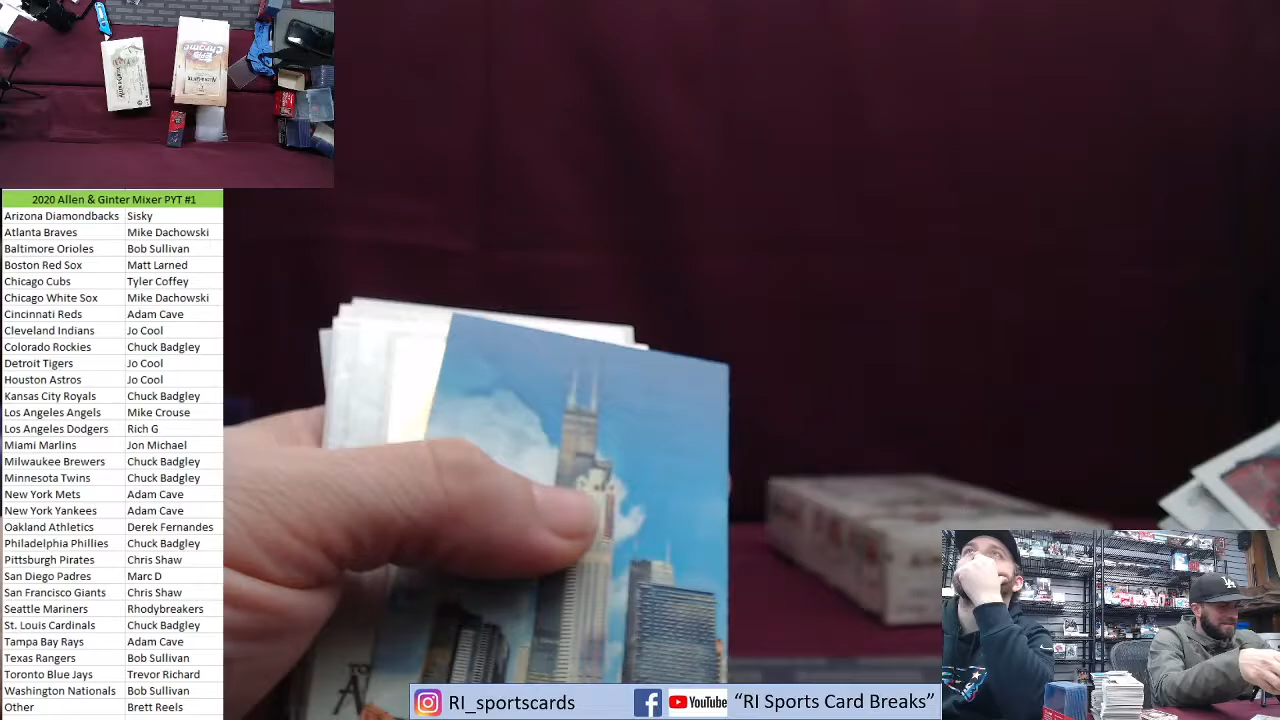 2020 Allen & Ginter Mixer PYT #1
Arizona Diamondbacks Sisky
Atlanta Braves Mike Dachowski
Baltimore Orioles Bob Sullivan
Boston Red Sox Matt Larned
Chicago Cubs Tyler Coffey
Chicago White Sox Mike Dachowski
Cincinnati Reds Adam Cave
Cleveland Indians Jo Cool
Colorado Rockies Chuck Badgley
Detroit Tigers Jo Cool
Houston Astros Jo Cool
Kansas City Royals Chuck Badgley
Los Angeles Angels Mike Crouse
Los Angeles Dodgers Rich G
Miami Marlins Jon Michael
Milwaukee Brewers Chuck Badgley
Minnesota Twins Chuck Badgley
New York Mets Adam Cave
New York Yankees Adam Cave
Oakland Athletics Derek Fernandes
Philadelphia Phillies Chuck Badgley
Pittsburgh Pirates Chris Shaw
San Diego Padres Marc D
San Francisco Giants Chris Shaw
Seattle Mariners Rhodybreakers
St. Louis Cardinals Chuck Badgley
Tampa Bay Rays Adam Cave
Texas Rangers Bob Sullivan
Toronto Blue Jays Trevor Richard
Washington Nationals Bob Sullivan
Other Brett Reels
RI_sportscards YouTube “RI Sports Card Breaks”
Chrome
LA